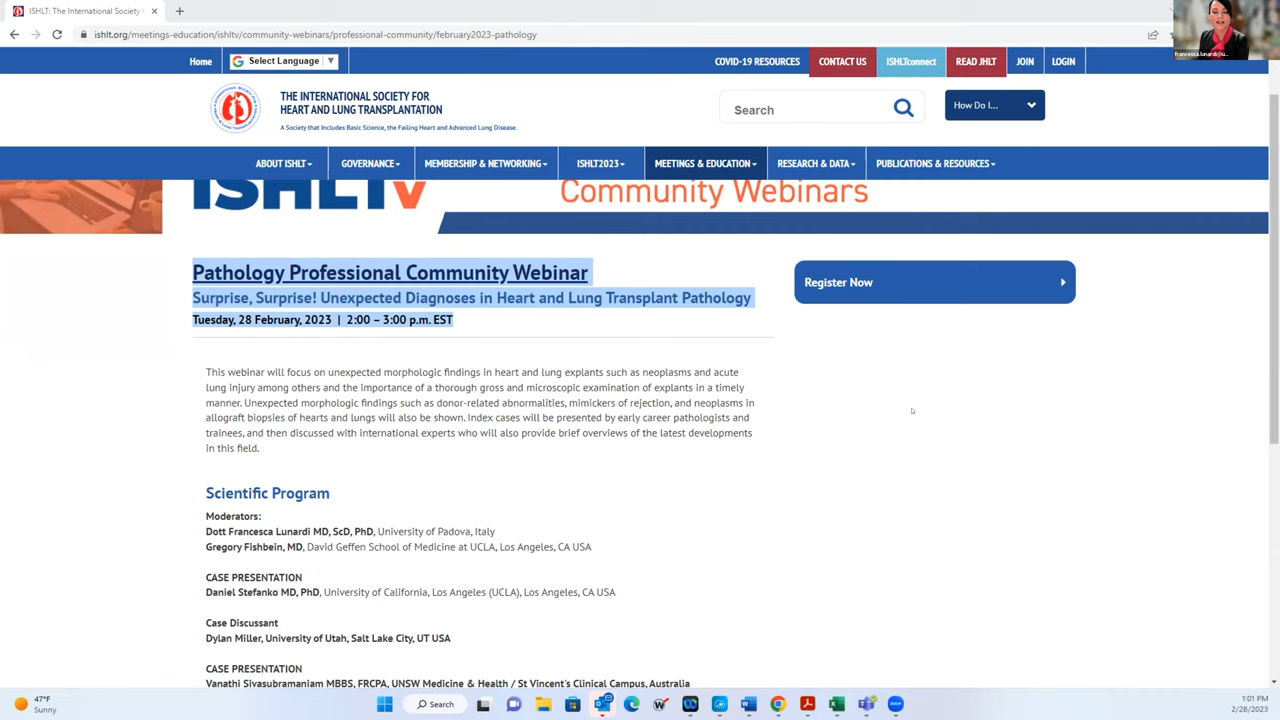 ISHLT: The International Society
ishlt.org/meetings-education/ishltv/community-webinars/professional-community/february2023-pathology
francesca.lunardi@u...
Home
Select Language ▼
COVID-19 RESOURCES
CONTACT US
ISHLTconnect
READ JHLT
JOIN
LOGIN
THE INTERNATIONAL SOCIETY FOR
HEART AND LUNG TRANSPLANTATION
A Society that Includes Basic Science, the Failing Heart and Advanced Lung Disease.
Search
How Do I...
ABOUT ISHLT
GOVERNANCE
MEMBERSHIP & NETWORKING
ISHLT2023
MEETINGS & EDUCATION
RESEARCH & DATA
PUBLICATIONS & RESOURCES
ISHLTv
Community Webinars
Pathology Professional Community Webinar
Surprise, Surprise! Unexpected Diagnoses in Heart and Lung Transplant Pathology
Tuesday, 28 February, 2023 | 2:00 – 3:00 p.m. EST
Register Now
This webinar will focus on unexpected morphologic findings in heart and lung explants such as neoplasms and acute
lung injury among others and the importance of a thorough gross and microscopic examination of explants in a timely
manner. Unexpected morphologic findings such as donor-related abnormalities, mimickers of rejection, and neoplasms in
allograft biopsies of hearts and lungs will also be shown. Index cases will be presented by early career pathologists and
trainees, and then discussed with international experts who will also provide brief overviews of the latest developments
in this field.
Scientific Program
Moderators:
Dott Francesca Lunardi MD, ScD, PhD, University of Padova, Italy
Gregory Fishbein, MD, David Geffen School of Medicine at UCLA, Los Angeles, CA USA
CASE PRESENTATION
Daniel Stefanko MD, PhD, University of California, Los Angeles (UCLA), Los Angeles, CA USA
Case Discussant
Dylan Miller, University of Utah, Salt Lake City, UT USA
CASE PRESENTATION
Vanathi Sivasubramaniam MBBS, FRCPA, UNSW Medicine & Health / St Vincent's Clinical Campus, Australia
47°F
Sunny
Search
1:01 PM
2/28/2023